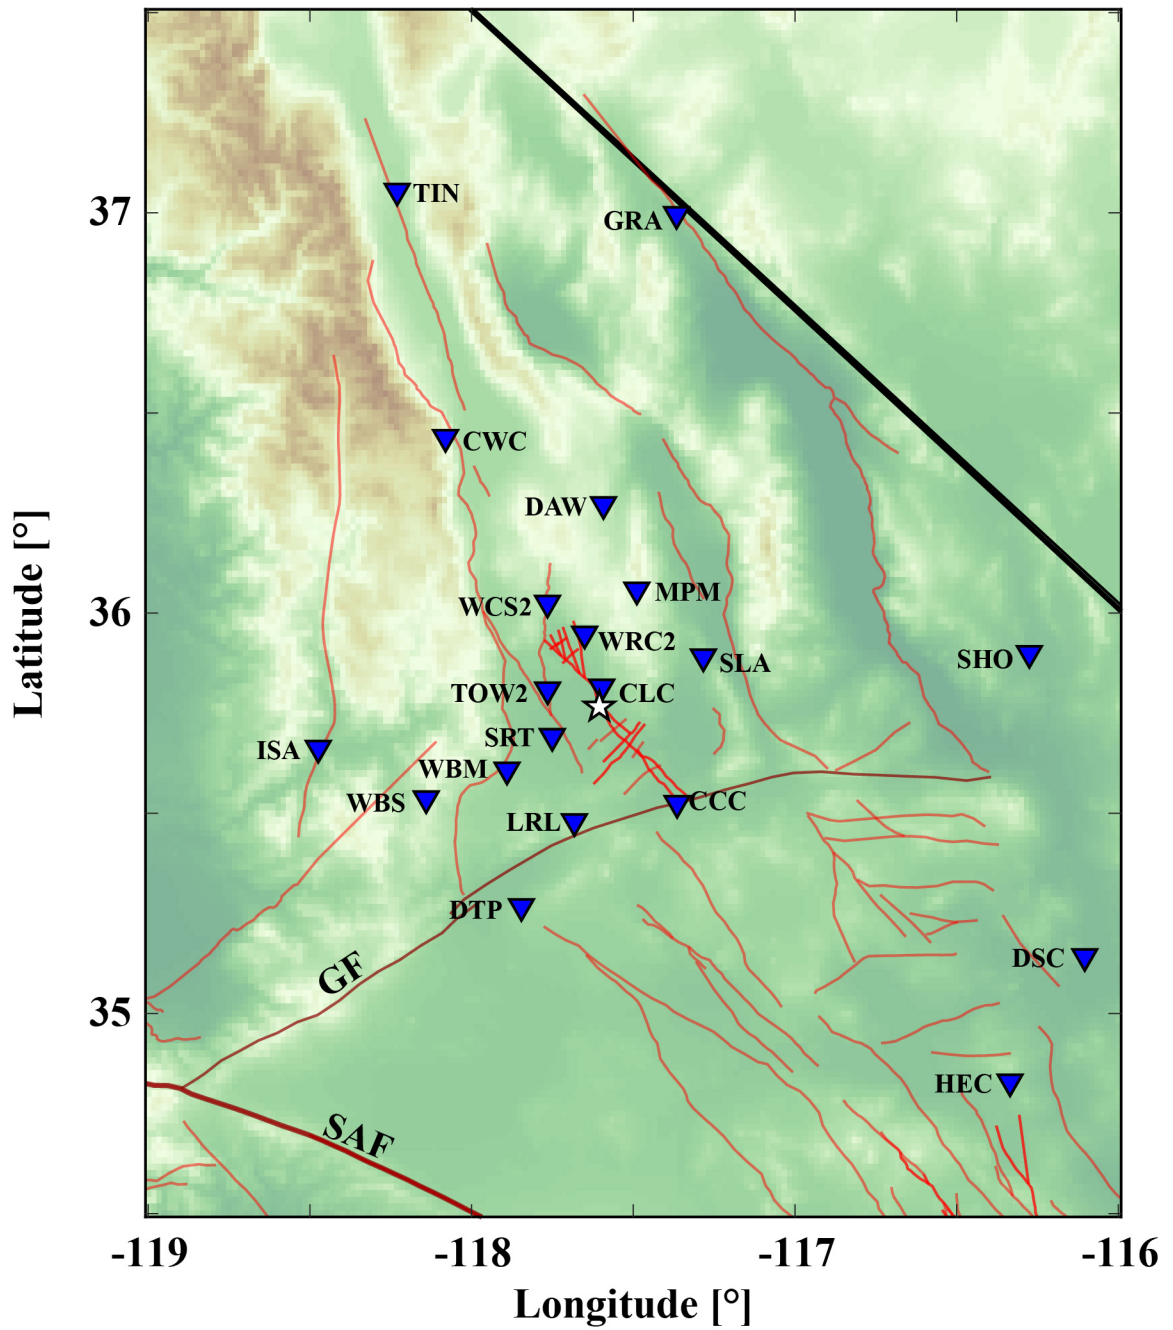 TIN
37
GRA
CWC
DAW
MPM
WCS2
36
WRC2
SLA
SHO
CLC
TOW2
SRT
ISA
WBM
WBS
CCC
LRL
DTP
DSC
GF
35
HEC
SAF
-119
-118
-117
-116
Longitude [°]
Latitude [°]